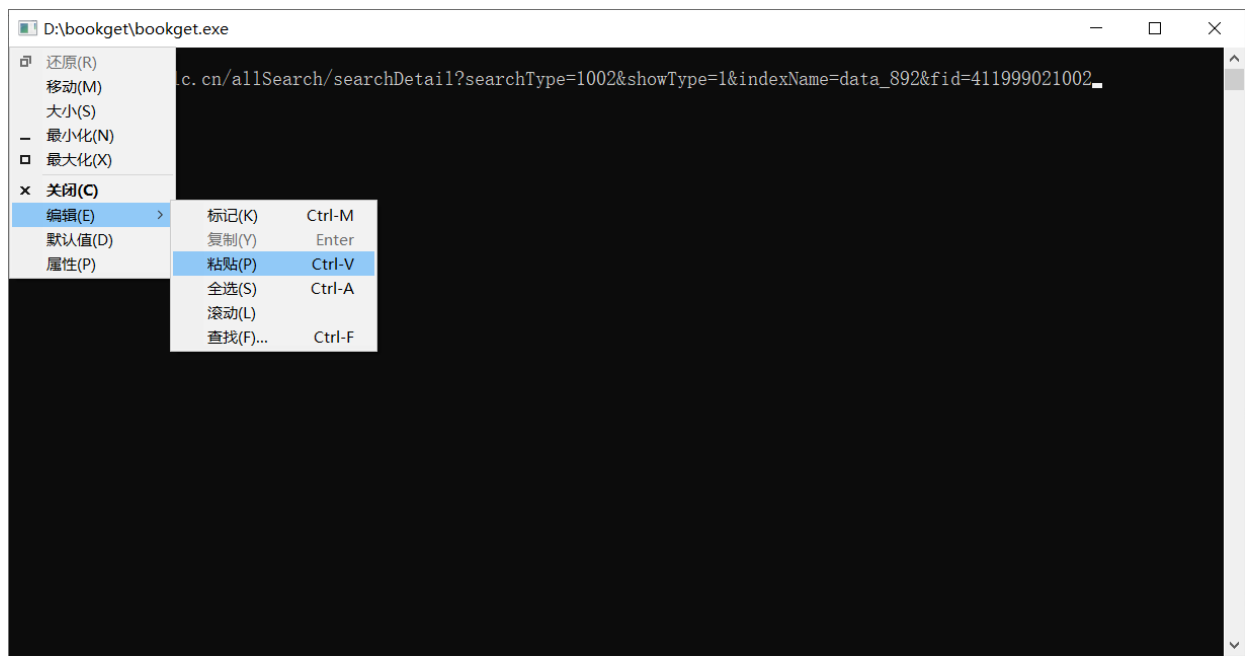 D:\bookget\bookget.exe
还原(R)
移动(M)
lc.cn/allSearch/searchDetail?searchType=1002&showType=1&indexName=data_892&fid=411999021002
大小(S)
最小化(N)
最大化(X)
关闭(C)
编辑(E)
默认值(D)
属性(P)
标记(K) Ctrl-M
复制(Y) Enter
粘贴(P) Ctrl-V
全选(S) Ctrl-A
滚动(L)
查找(F)... Ctrl-F